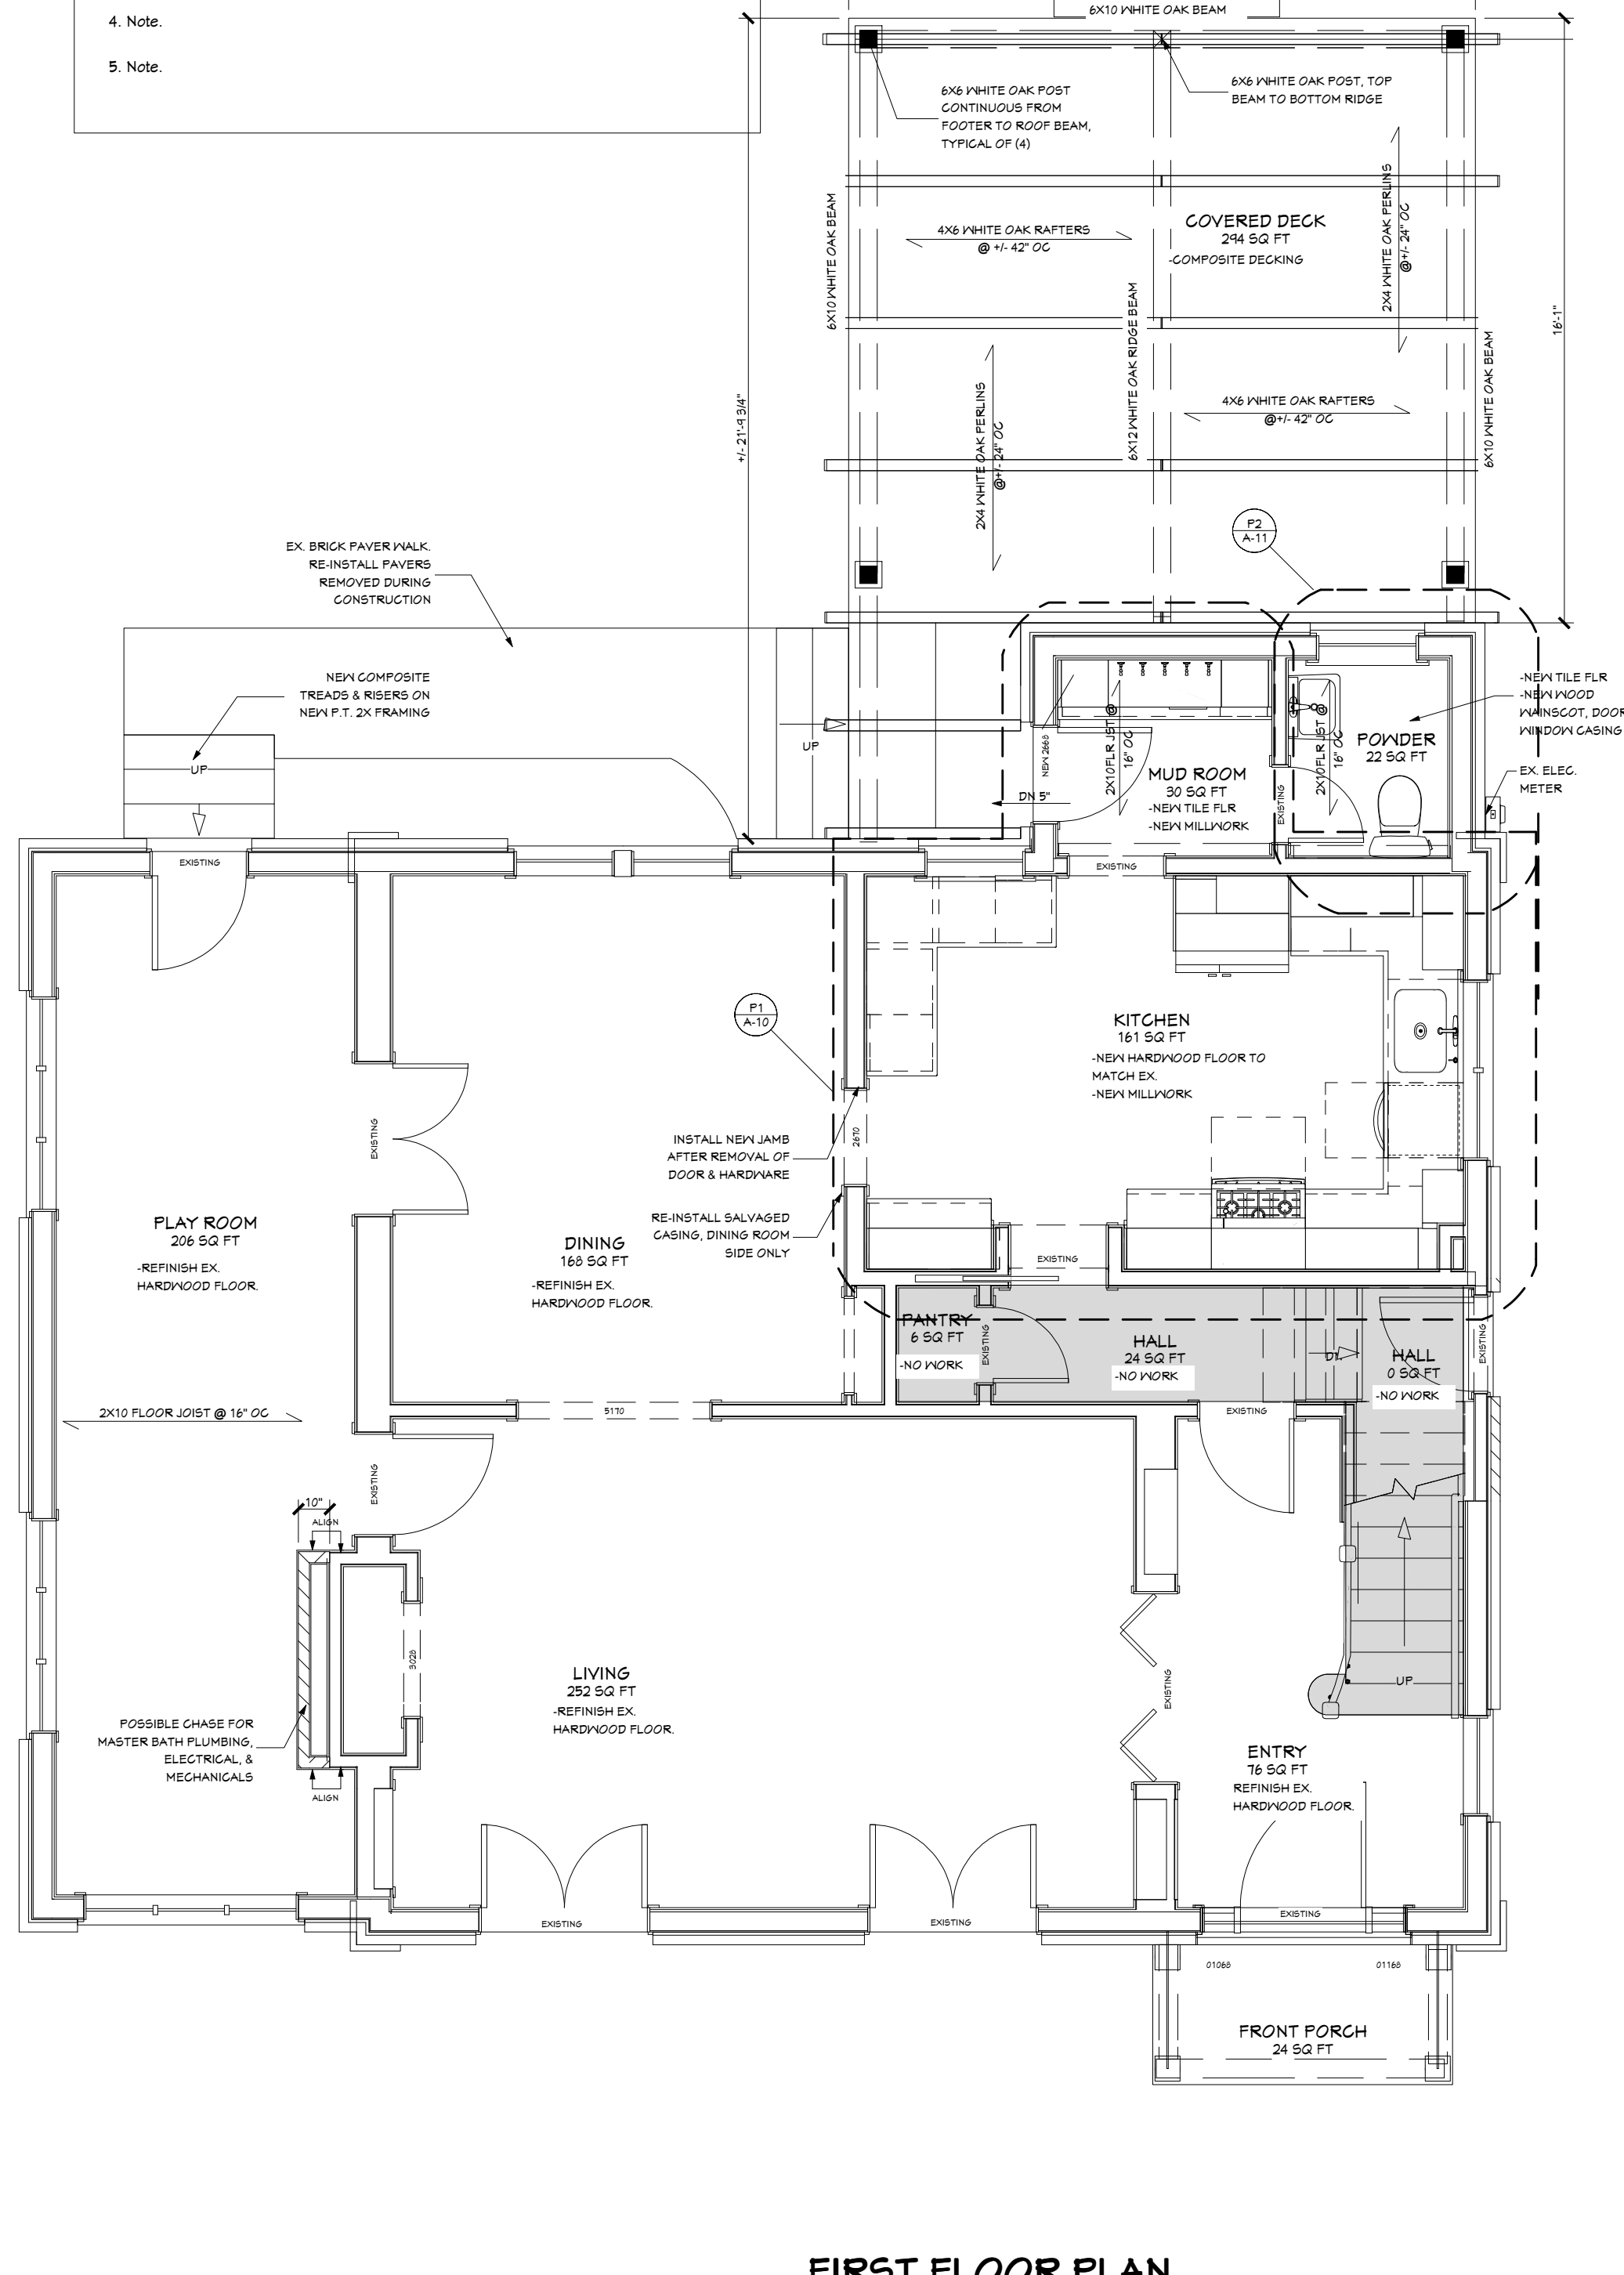 4. Note.
5. Note.
6X10 WHITE OAK BEAM
6X6 WHITE OAK POST
CONTINUOUS FROM
FOOTER TO ROOF BEAM,
TYPICAL OF (4)
6X6 WHITE OAK POST, TOP
BEAM TO BOTTOM RIDGE
6X10 WHITE OAK BEAM
4X6 WHITE OAK RAFTERS
@ +/- 42" OC
COVERED DECK
294 SQ FT
-COMPOSITE DECKING
2X4 WHITE OAK PERLINS
@+/- 24" OC
16'-1"
6X12 WHITE OAK RIDGE BEAM
+/- 21'-9 3/4"
2X4 WHITE OAK PERLINS
@+/- 24" OC
4X6 WHITE OAK RAFTERS
@+/- 42" OC
6X10 WHITE OAK BEAM
P2
A-11
EX. BRICK PAVER WALK.
RE-INSTALL PAVERS
REMOVED DURING
CONSTRUCTION
NEW COMPOSITE
TREADS & RISERS ON
NEW P.T. 2X FRAMING
UP
UP
NEW 2668
DN 5"
2X10FLR JST @
16" OC
MUD ROOM
30 SQ FT
-NEW TILE FLR
-NEW MILLWORK
EXISTING
2X10FLR JST @
16" OC
POWDER
22 SQ FT
-NEW TILE FLR
-NEW WOOD
WAINSCOT, DOOR
WINDOW CASING
EX. ELEC.
METER
EXISTING
EXISTING
P1
A-10
KITCHEN
161 SQ FT
-NEW HARDWOOD FLOOR TO
MATCH EX.
-NEW MILLWORK
EXISTING
2670
INSTALL NEW JAMB
AFTER REMOVAL OF
DOOR & HARDWARE
RE-INSTALL SALVAGED
CASING, DINING ROOM
SIDE ONLY
PLAY ROOM
206 SQ FT
-REFINISH EX.
HARDWOOD FLOOR.
DINING
168 SQ FT
-REFINISH EX.
HARDWOOD FLOOR.
EXISTING
PANTRY
6 SQ FT
-NO WORK
EXISTING
HALL
24 SQ FT
-NO WORK
HALL
0 SQ FT
-NO WORK
EXISTING
2X10 FLOOR JOIST @ 16" OC
5170
EXISTING
EXISTING
10"
ALIGN
3028
LIVING
252 SQ FT
-REFINISH EX.
HARDWOOD FLOOR.
EXISTING
UP
POSSIBLE CHASE FOR
MASTER BATH PLUMBING,
ELECTRICAL, &
MECHANICALS
ALIGN
ENTRY
76 SQ FT
REFINISH EX.
HARDWOOD FLOOR.
EXISTING
EXISTING
EXISTING
01068
01168
FRONT PORCH
24 SQ FT
FIRST FLOOR PLAN